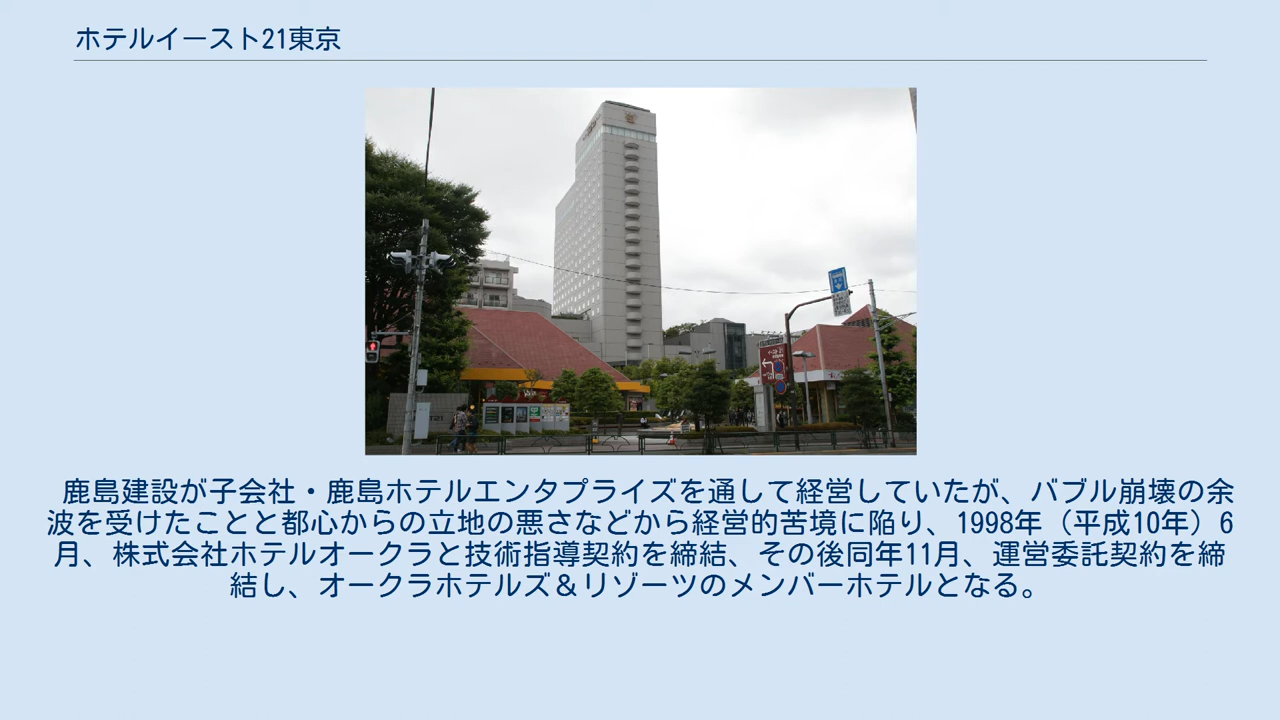 ホテルイースト21東京
鹿島建設が子会社・鹿島ホテルエンタプライズを通して経営していたが、バブル崩壊の余
波を受けたことと都心からの立地の悪さなどから経営的苦境に陥り、1998年（平成10年）6
月、株式会社ホテルオークラと技術指導契約を締結、その後同年11月、運営委託契約を締
結し、オークラホテルズ＆リゾーツのメンバーホテルとなる。